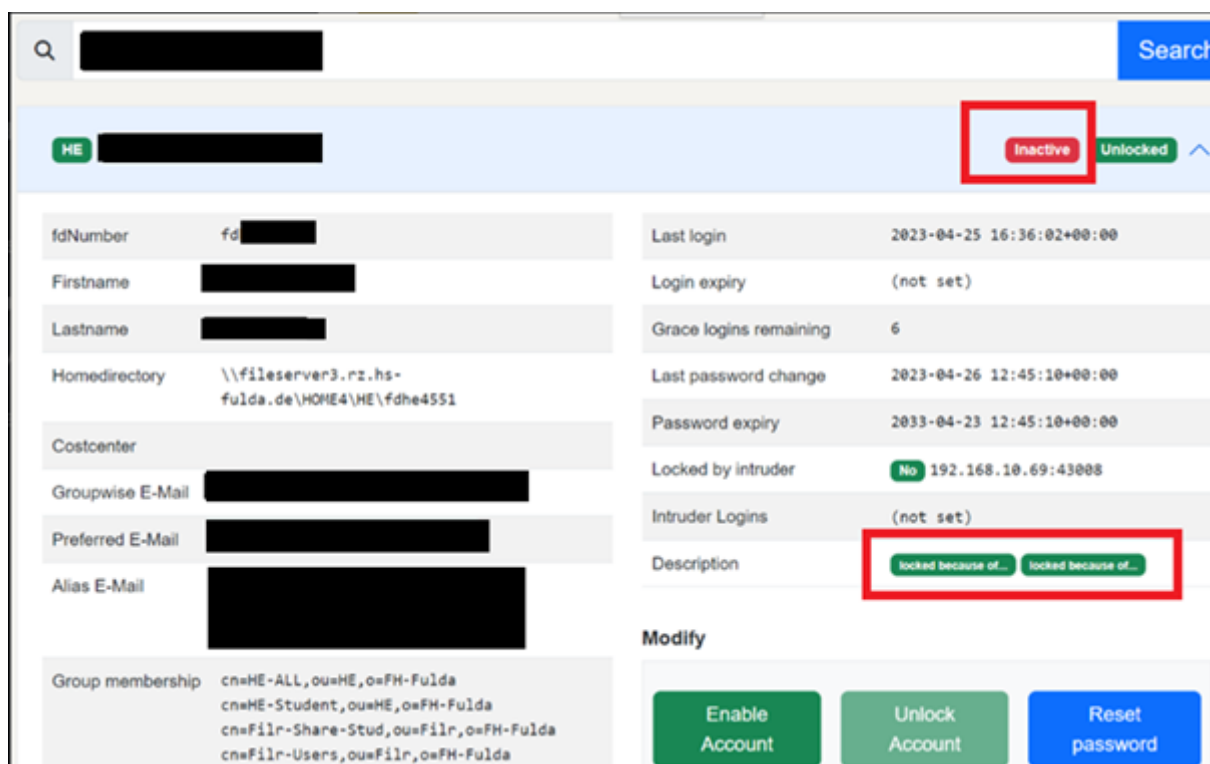 Search
HE
Inactive Unlocked
fdNumber fd
Firstname
Lastname
Homedirectory \\fileserver3.rz.hs-
fulda.de\HOME4\HE\fdhe4551
Costcenter
Groupwise E-Mail
Preferred E-Mail
Alias E-Mail
Group membership cn=HE-ALL,ou=HE,o=FH-Fulda
cn=HE-Student,ou=HE,o=FH-Fulda
cn=Filr-Share-Stud,ou=Filr,o=FH-Fulda
cn=Filr-Users,ou=Filr,o=FH-Fulda
Last login 2023-04-25 16:36:02+00:00
Login expiry (not set)
Grace logins remaining 6
Last password change 2023-04-26 12:45:10+00:00
Password expiry 2033-04-23 12:45:10+00:00
Locked by intruder No 192.168.10.69:43008
Intruder Logins (not set)
Description locked because of... locked because of...
Modify
Enable
Account
Unlock
Account
Reset
password